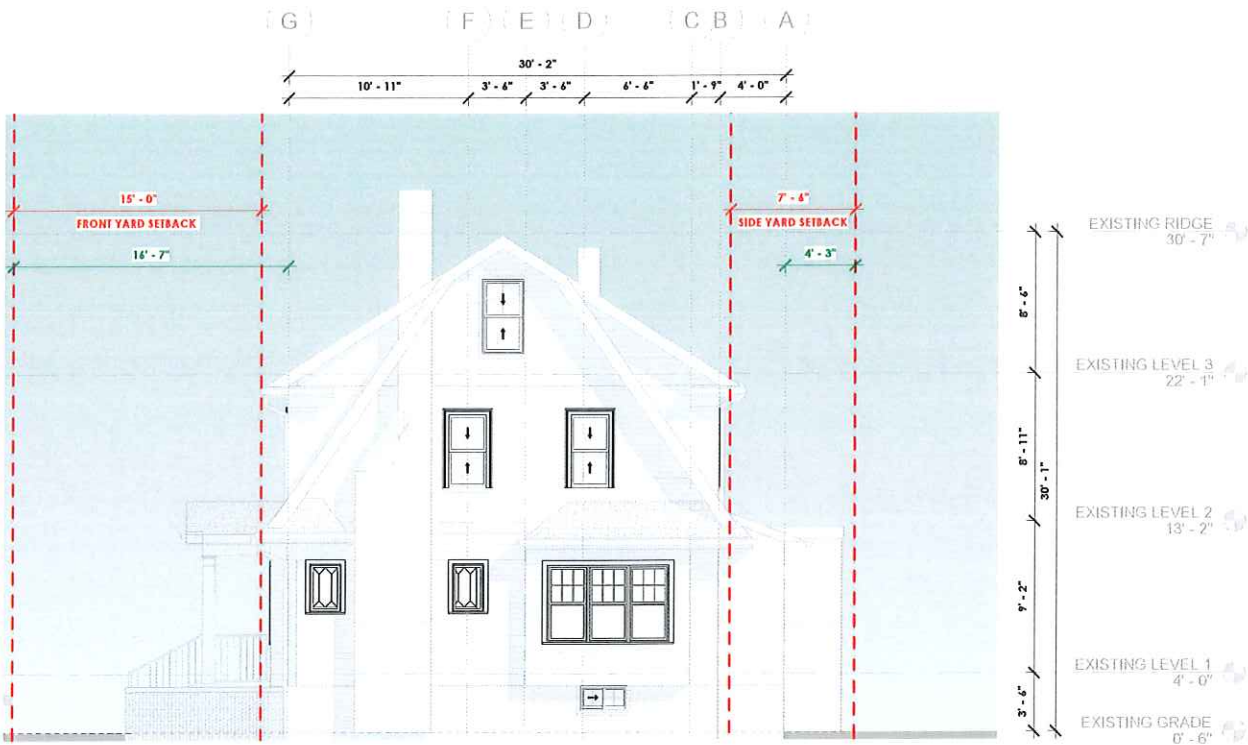 G F E D C B A
30' - 2"
10' - 11" 3' - 6" 3' - 6" 6' - 6" 1' - 9" 4' - 0"
15' - 0"
FRONT YARD SETBACK
16' - 7"
7' - 6"
SIDE YARD SETBACK
4' - 3"
8' - 6"
8' - 11"
30' - 1"
9' - 2"
3' - 6"
EXISTING RIDGE
30' - 7"
EXISTING LEVEL 3
22' - 1"
EXISTING LEVEL 2
13' - 2"
EXISTING LEVEL 1
4' - 0"
EXISTING GRADE
0' - 6"